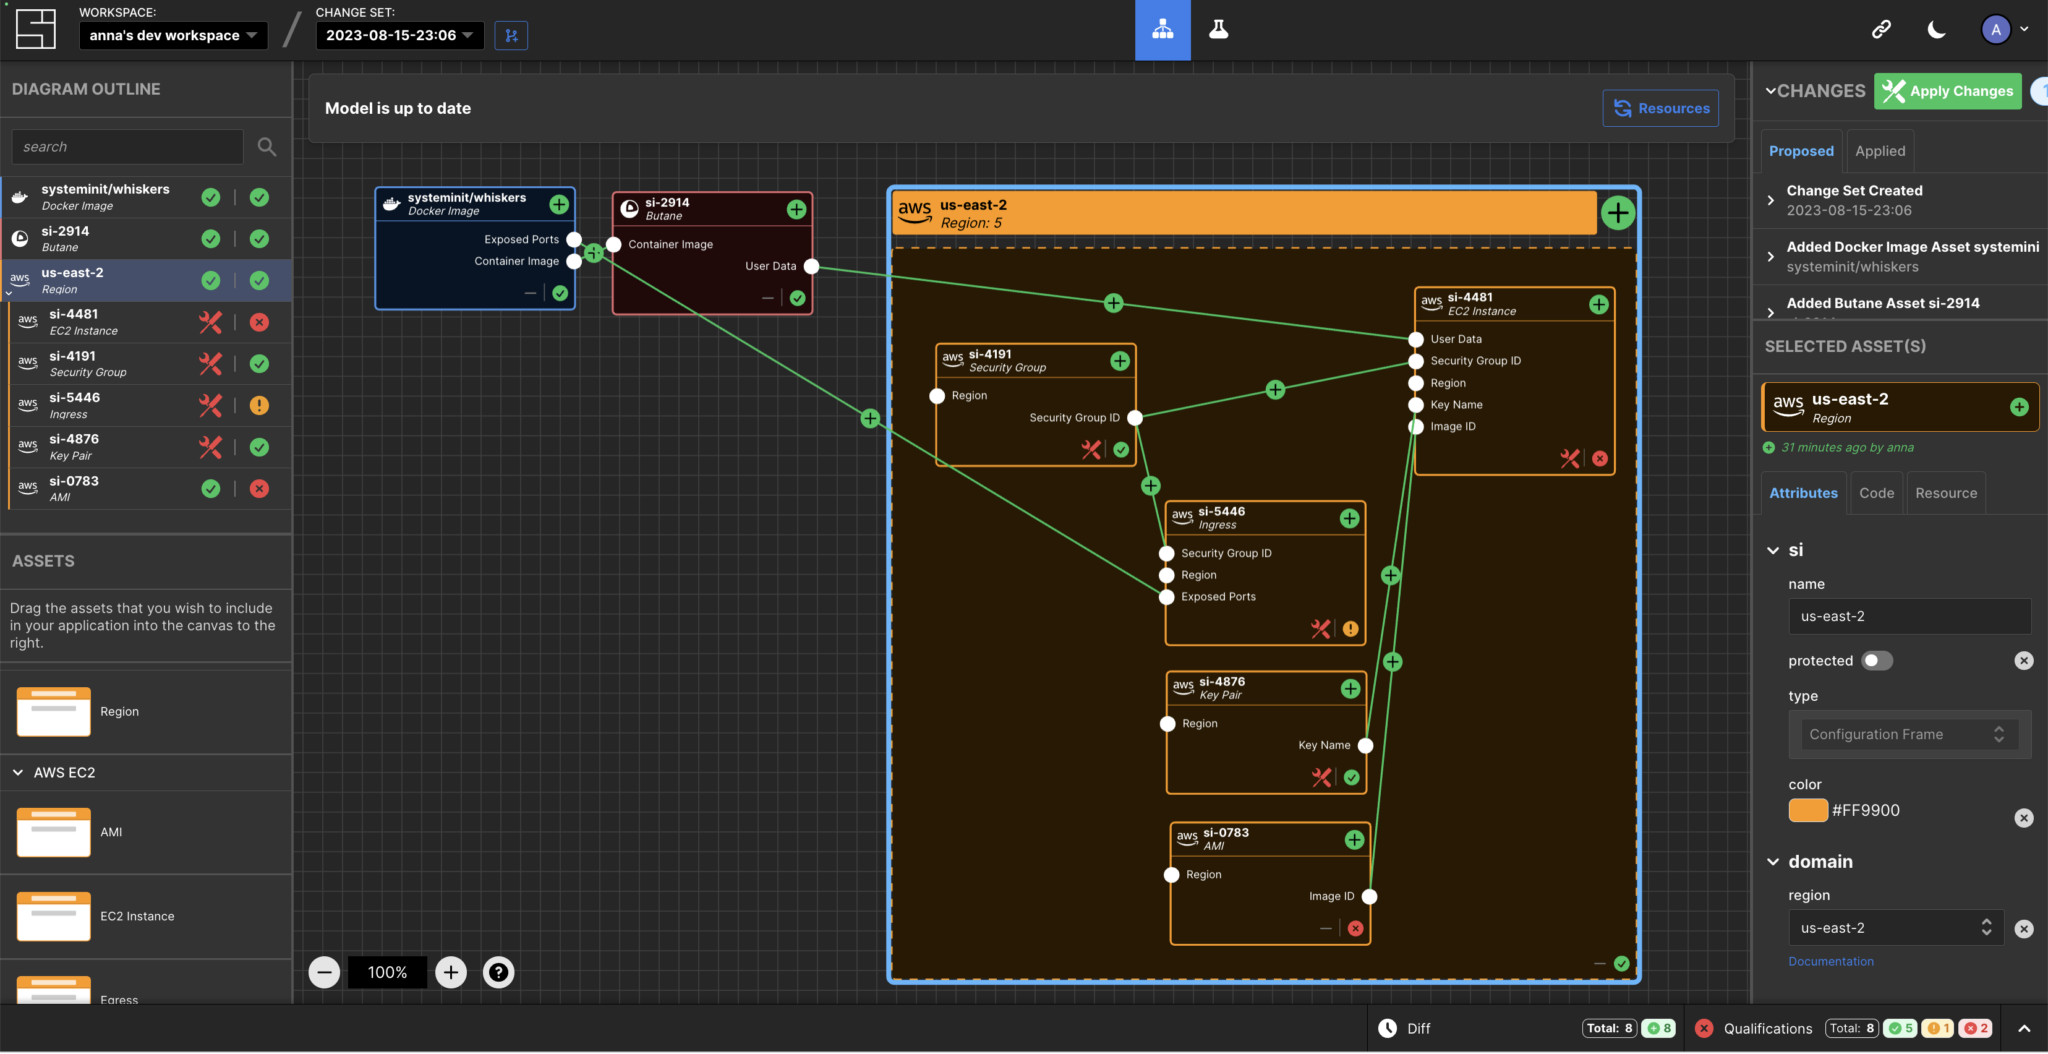 WORKSPACE:
anna's dev workspace
CHANGE SET:
2023-08-15-23:06
A
DIAGRAM OUTLINE
search
systeminit/whiskers
Docker Image
si-2914
Butane
aws
us-east-2
Region
aws
si-4481
EC2 Instance
aws
si-4191
Security Group
aws
si-5446
Ingress
aws
si-4876
Key Pair
aws
si-0783
AMI
ASSETS
Drag the assets that you wish to include
in your application into the canvas to the
right.
Region
AWS EC2
AMI
EC2 Instance
Egress
Model is up to date
Resources
systeminit/whiskers
Docker Image
Exposed Ports
Container Image
si-2914
Butane
Container Image
User Data
aws
us-east-2
Region: 5
aws
si-4481
EC2 Instance
User Data
Security Group ID
Region
Key Name
Image ID
aws
si-4191
Security Group
Region
Security Group ID
aws
si-5446
Ingress
Security Group ID
Region
Exposed Ports
aws
si-4876
Key Pair
Region
Key Name
aws
si-0783
AMI
Region
Image ID
100%
CHANGES
Apply Changes
1
Proposed
Applied
Change Set Created
2023-08-15-23:06
Added Docker Image Asset systemini
systeminit/whiskers
Added Butane Asset si-2914
SELECTED ASSET(S)
aws
us-east-2
Region
31 minutes ago by anna
Attributes
Code
Resource
si
name
us-east-2
protected
type
Configuration Frame
color
#FF9900
domain
region
us-east-2
Documentation
Diff
Total: 8
8
Qualifications
Total: 8
5
1
2